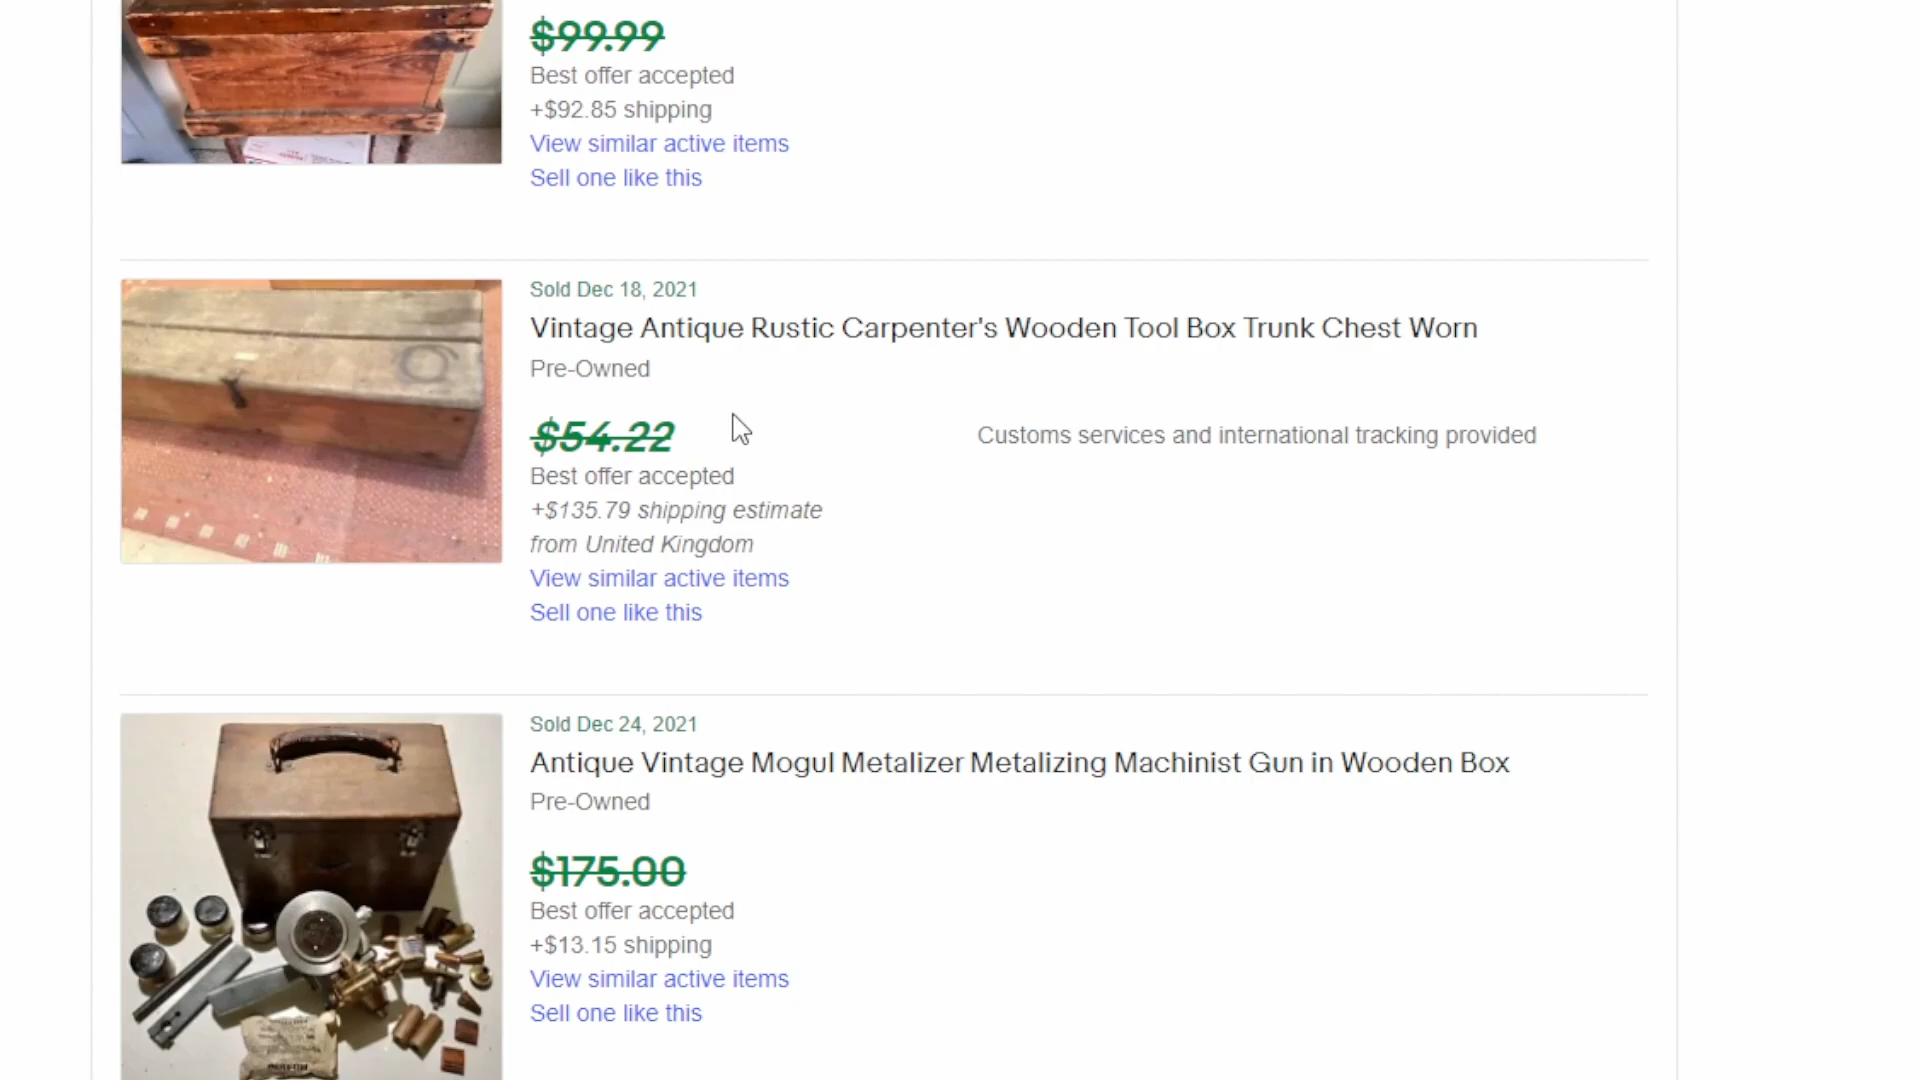 $99.99
Best offer accepted
+$92.85 shipping
View similar active items
Sell one like this
Sold Dec 18, 2021
Vintage Antique Rustic Carpenter's Wooden Tool Box Trunk Chest Worn
Pre-Owned
$54.22
Customs services and international tracking provided
Best offer accepted
+$135.79 shipping estimate
from United Kingdom
View similar active items
Sell one like this
Sold Dec 24, 2021
Antique Vintage Mogul Metalizer Metalizing Machinist Gun in Wooden Box
Pre-Owned
$175.00
Best offer accepted
+$13.15 shipping
View similar active items
Sell one like this